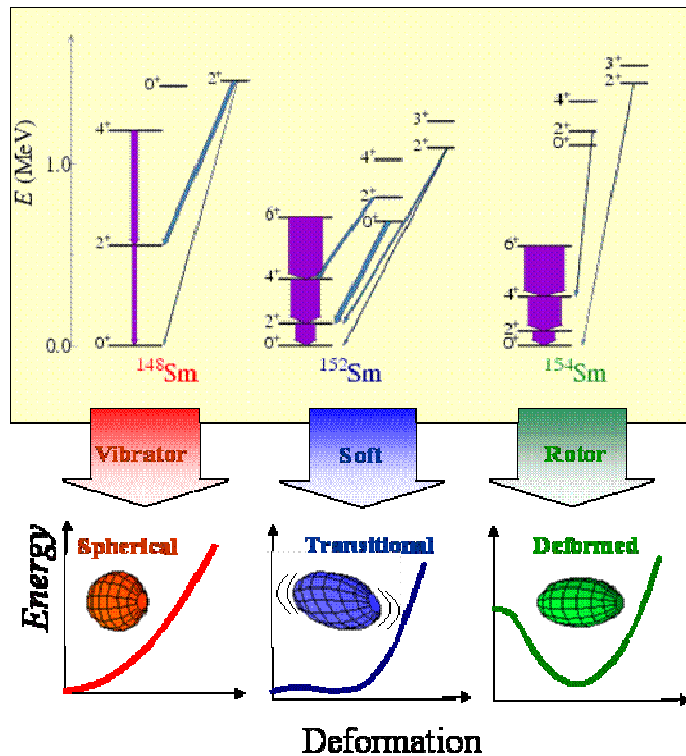 E (MeV)
1.0
0.0
0⁺
2⁺
4⁺
2⁺
0⁺
¹⁴⁸Sm
3⁺
2⁺
4⁺
2⁺
0⁺
6⁺
4⁺
2⁺
0⁺
¹⁵²Sm
3⁺
2⁺
4⁺
2⁺
0⁺
6⁺
4⁺
2⁺
0⁺
¹⁵⁴Sm
Vibrator
Soft
Rotor
Energy
Spherical
Transitional
Deformed
Deformation